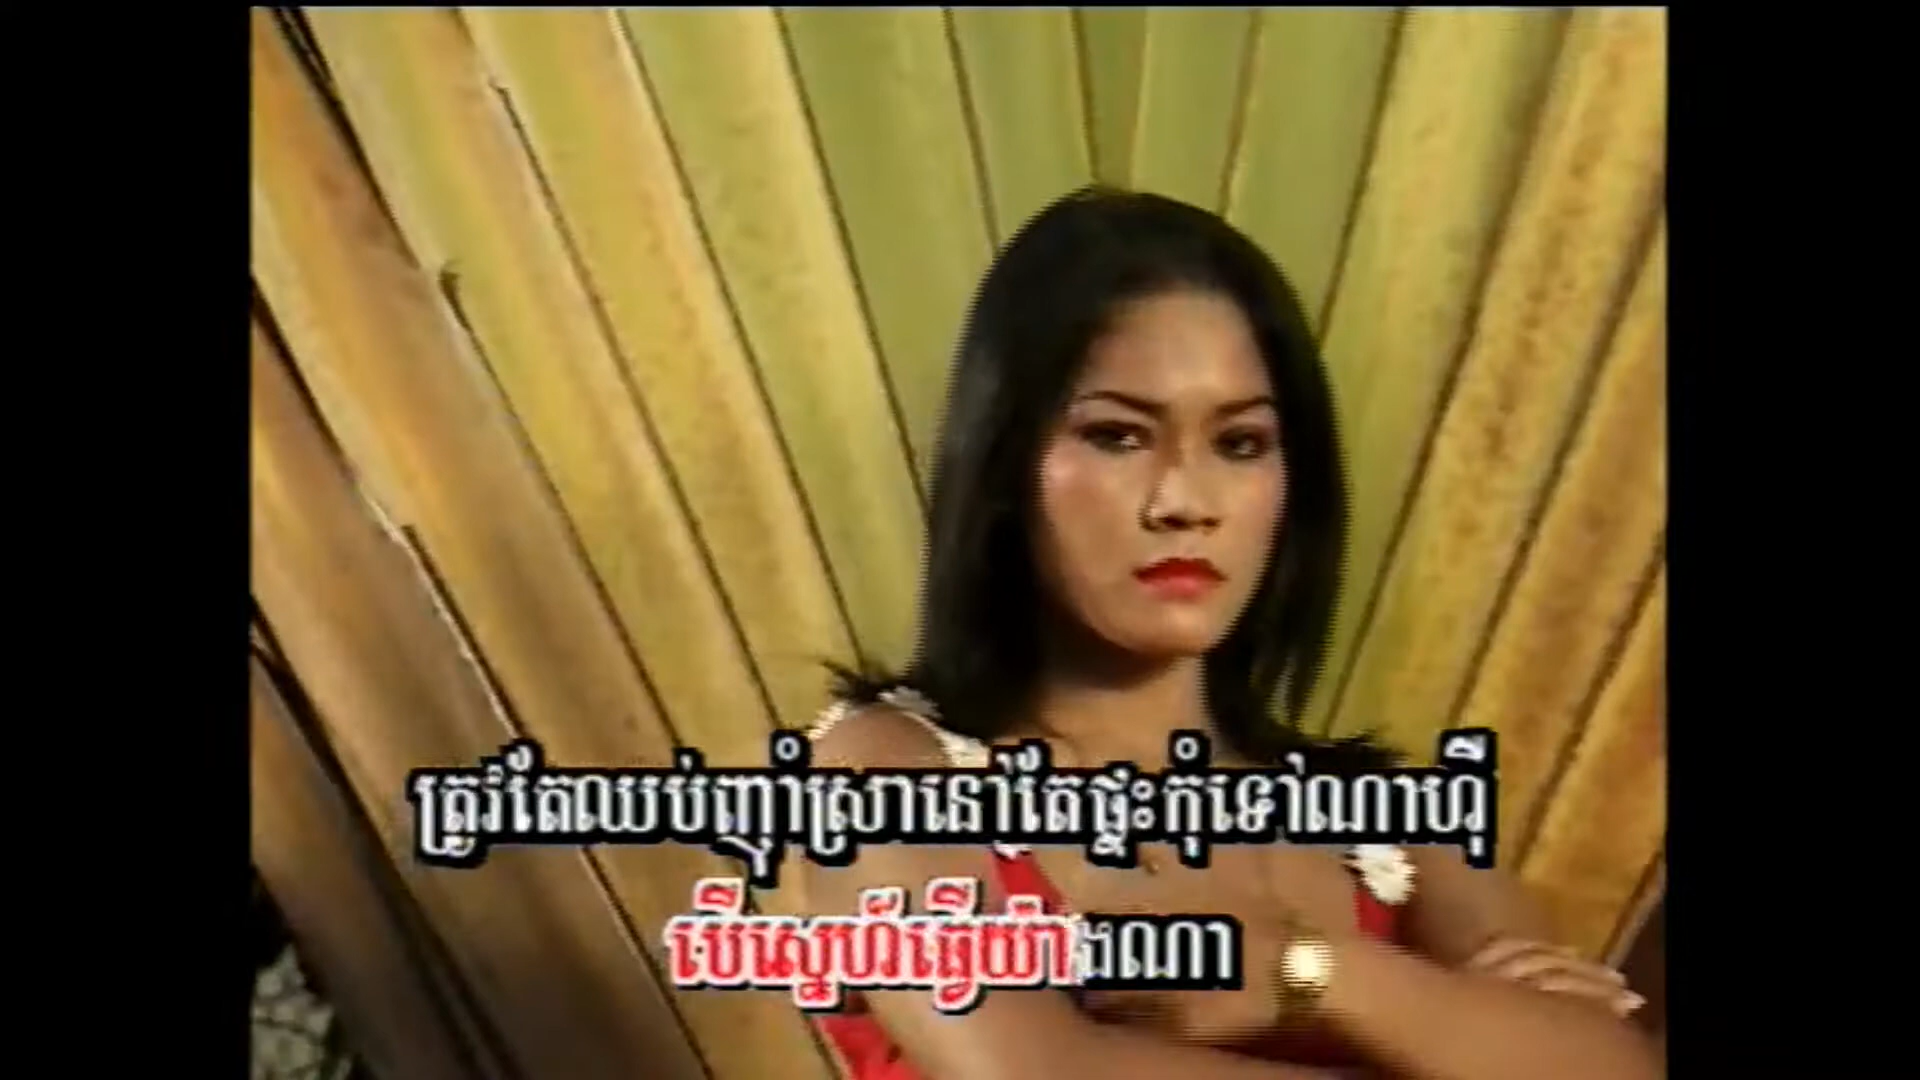 ត្រូវតែឈប់ញ៉ាំស្រានៅតែផ្ទះកុំទៅណាហ៊ី
បើស្នេហ៍ធ្វើយ៉ាងណា